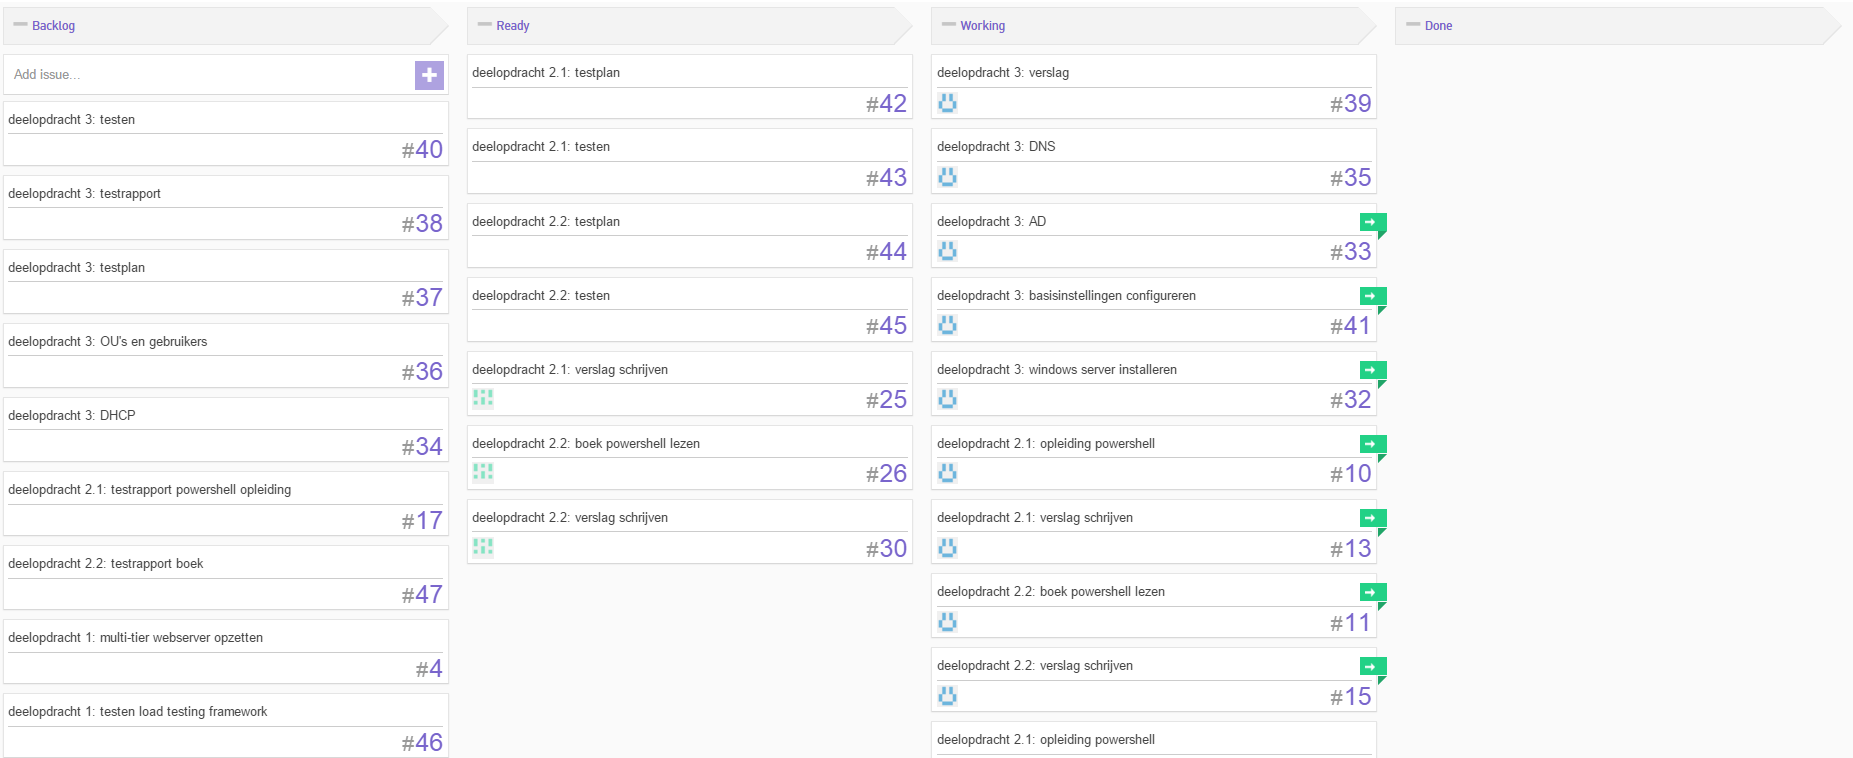 Backlog
Add issue...
deelopdracht 3: testen
#40
deelopdracht 3: testrapport
#38
deelopdracht 3: testplan
#37
deelopdracht 3: OU's en gebruikers
#36
deelopdracht 3: DHCP
#34
deelopdracht 2.1: testrapport powershell opleiding
#17
deelopdracht 2.2: testrapport boek
#47
deelopdracht 1: multi-tier webserver opzetten
#4
deelopdracht 1: testen load testing framework
#46
Ready
deelopdracht 2.1: testplan
#42
deelopdracht 2.1: testen
#43
deelopdracht 2.2: testplan
#44
deelopdracht 2.2: testen
#45
deelopdracht 2.1: verslag schrijven
#25
deelopdracht 2.2: boek powershell lezen
#26
deelopdracht 2.2: verslag schrijven
#30
Working
deelopdracht 3: verslag
#39
deelopdracht 3: DNS
#35
deelopdracht 3: AD
#33
deelopdracht 3: basisinstellingen configureren
#41
deelopdracht 3: windows server installeren
#32
deelopdracht 2.1: opleiding powershell
#10
deelopdracht 2.1: verslag schrijven
#13
deelopdracht 2.2: boek powershell lezen
#11
deelopdracht 2.2: verslag schrijven
#15
deelopdracht 2.1: opleiding powershell
Done